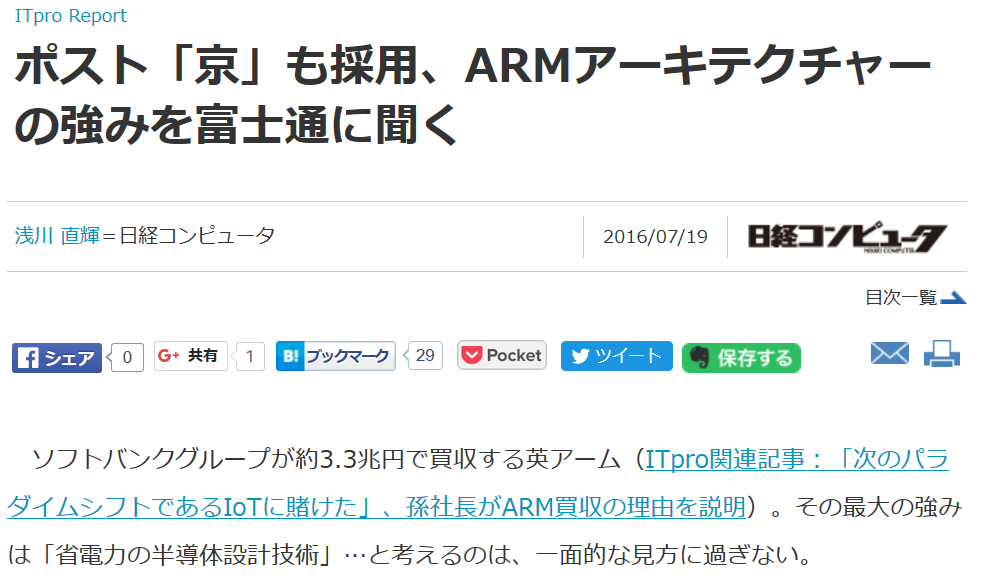 ITpro Report
ポスト「京」も採用、ARMアーキテクチャー
の強みを富士通に聞く
浅川 直輝＝日経コンピュータ
2016/07/19
日経コンピュータ
NIKKEI COMPUTER
目次一覧
シェア 0
G+ 共有 1
B! ブックマーク 29
Pocket
ツイート
保存する
ソフトバンクグループが約3.3兆円で買収する英アーム（ITpro関連記事：「次のパラ
ダイムシフトであるIoTに賭けた」、孫社長がARM買収の理由を説明）。その最大の強み
は「省電力の半導体設計技術」…と考えるのは、一面的な見方に過ぎない。